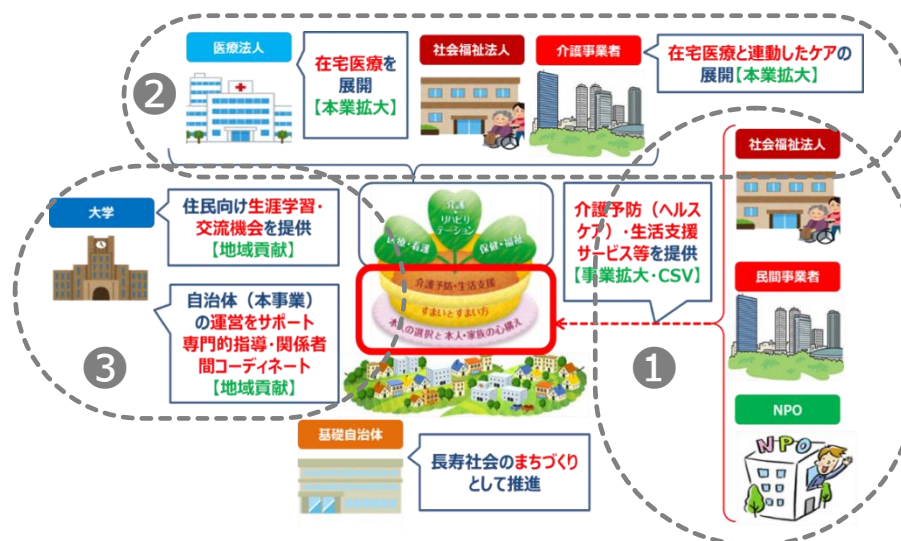 医療法人
在宅医療を
展開
【本業拡大】
社会福祉法人
介護事業者
在宅医療と連動したケアの
展開【本業拡大】
2
社会福祉法人
大学
住民向け生涯学習・
交流機会を提供
【地域貢献】
介護
・
リハビリ
テーション
医療・看護
保健・福祉
介護予防（ヘルス
ケア）・生活支援
サービス等を提供
【事業拡大・CSV】
介護予防・生活支援
すまいとすまい方
本人の選択と本人・家族の心構え
民間事業者
自治体（本事業）
の運営をサポート
専門的指導・関係者
間コーディネート
【地域貢献】
3
1
NPO
NPO
基礎自治体
長寿社会のまちづくり
として推進